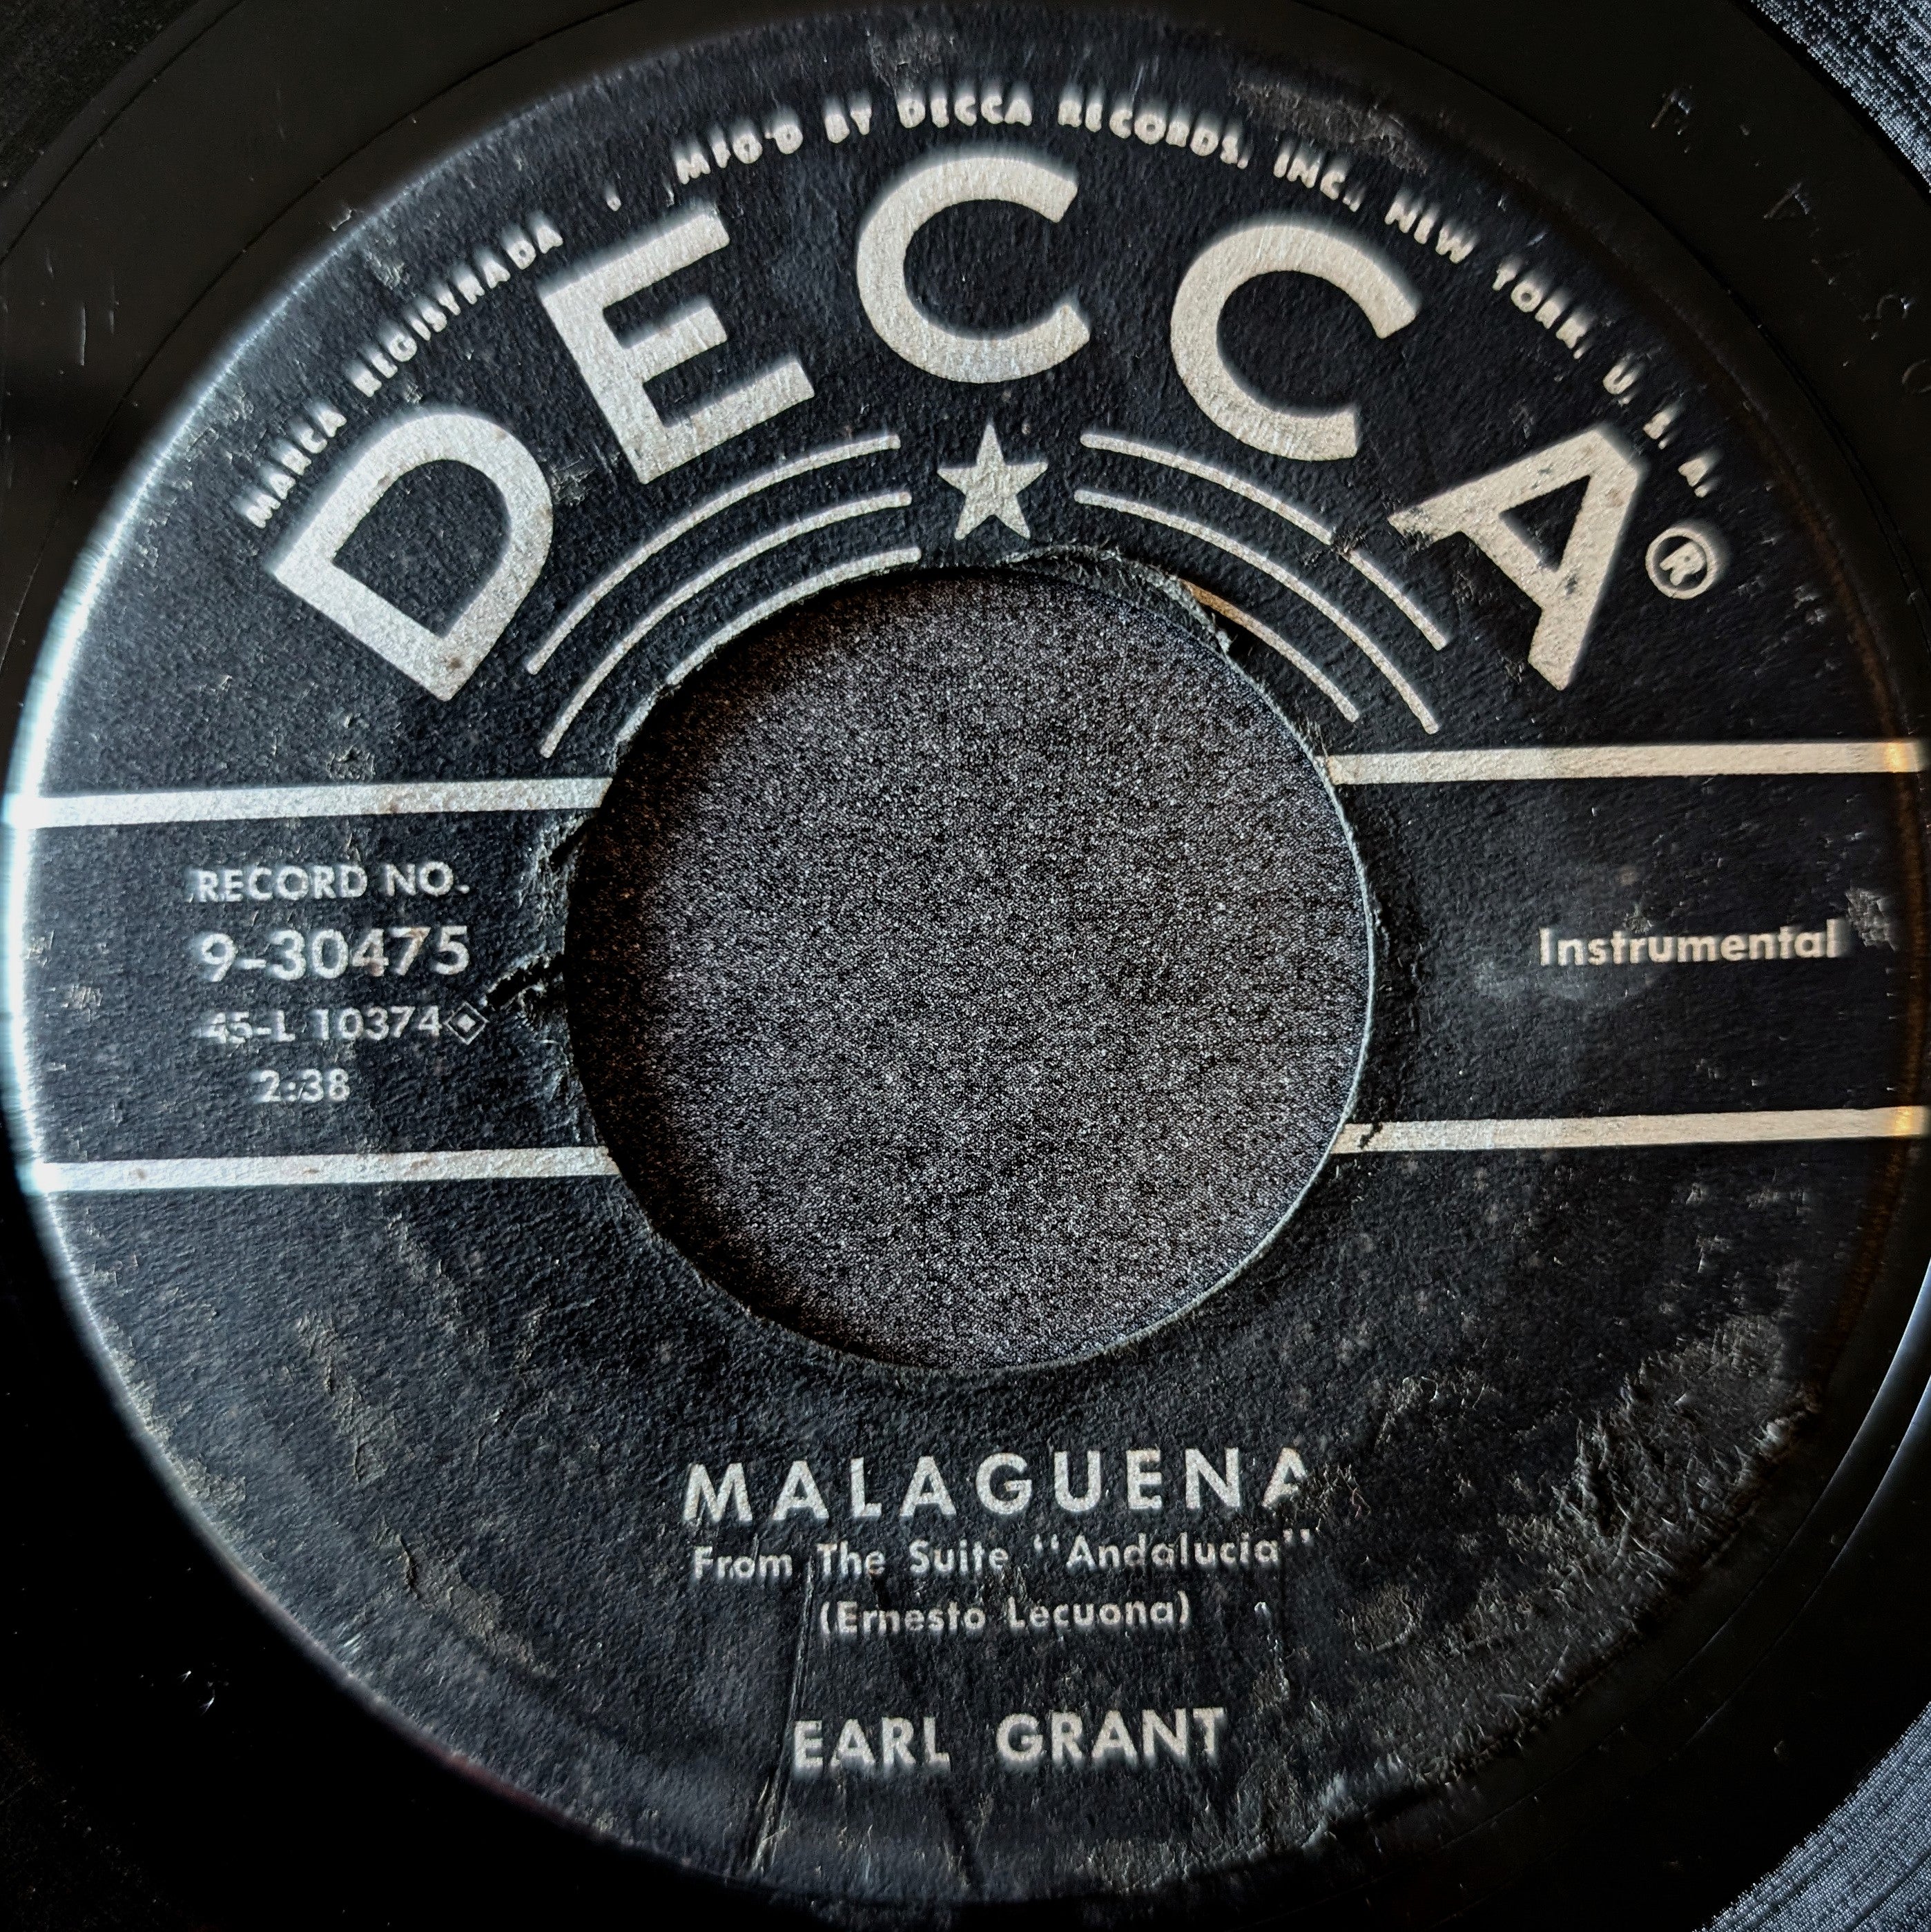 MARCA REGISTRADA · MFG'D BY DECCA RECORDS, INC., NEW YORK, U. S. A.
DECCA®
RECORD NO.
9-30475
45-L 10374
2:38
Instrumental
MALAGUENA
From The Suite "Andalucia"
(Ernesto Lecuona)
EARL GRANT